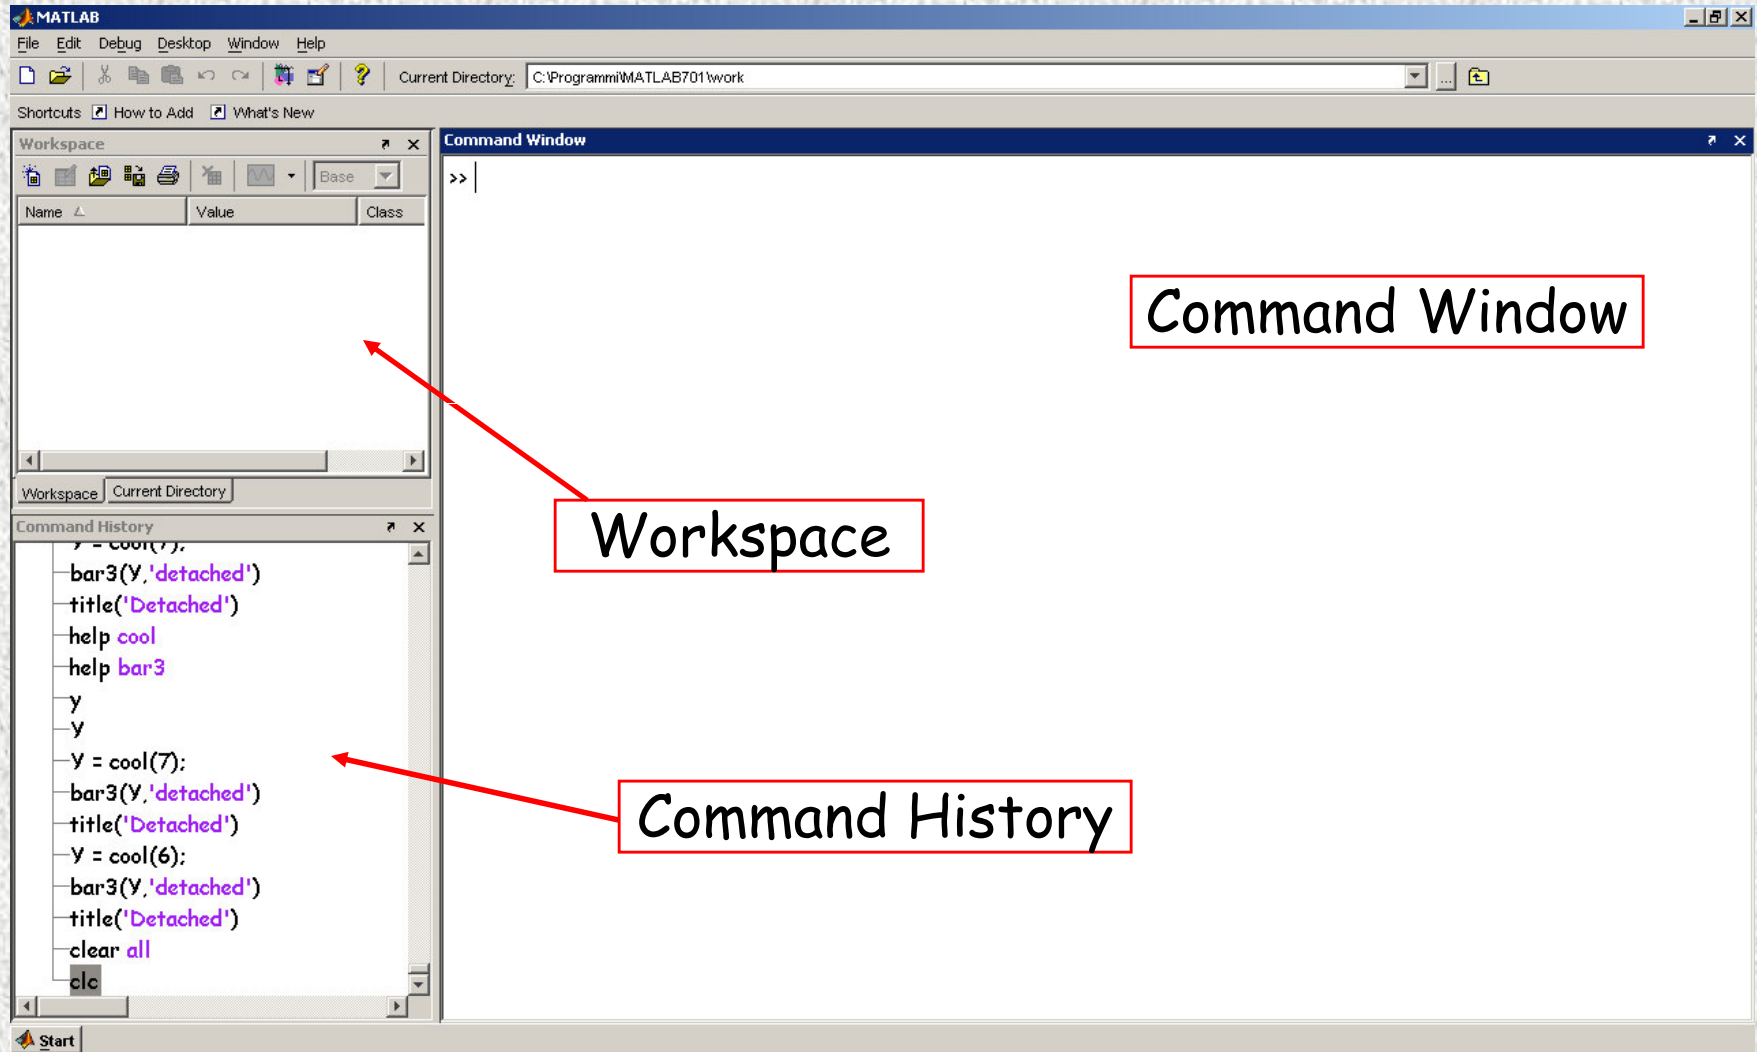 MATLAB
File Edit Debug Desktop Window Help
Current Directory: C:\Programmi\MATLAB701\work ...
Shortcuts How to Add What's New
Workspace
Base
Name Value Class
Workspace Current Directory
Command History
Y = cool(7);
bar3(Y,'detached')
title('Detached')
help cool
help bar3
y
Y
Y = cool(7);
bar3(Y,'detached')
title('Detached')
Y = cool(6);
bar3(Y,'detached')
title('Detached')
clear all
clc
Command Window
>>
Command Window
Workspace
Command History
Start